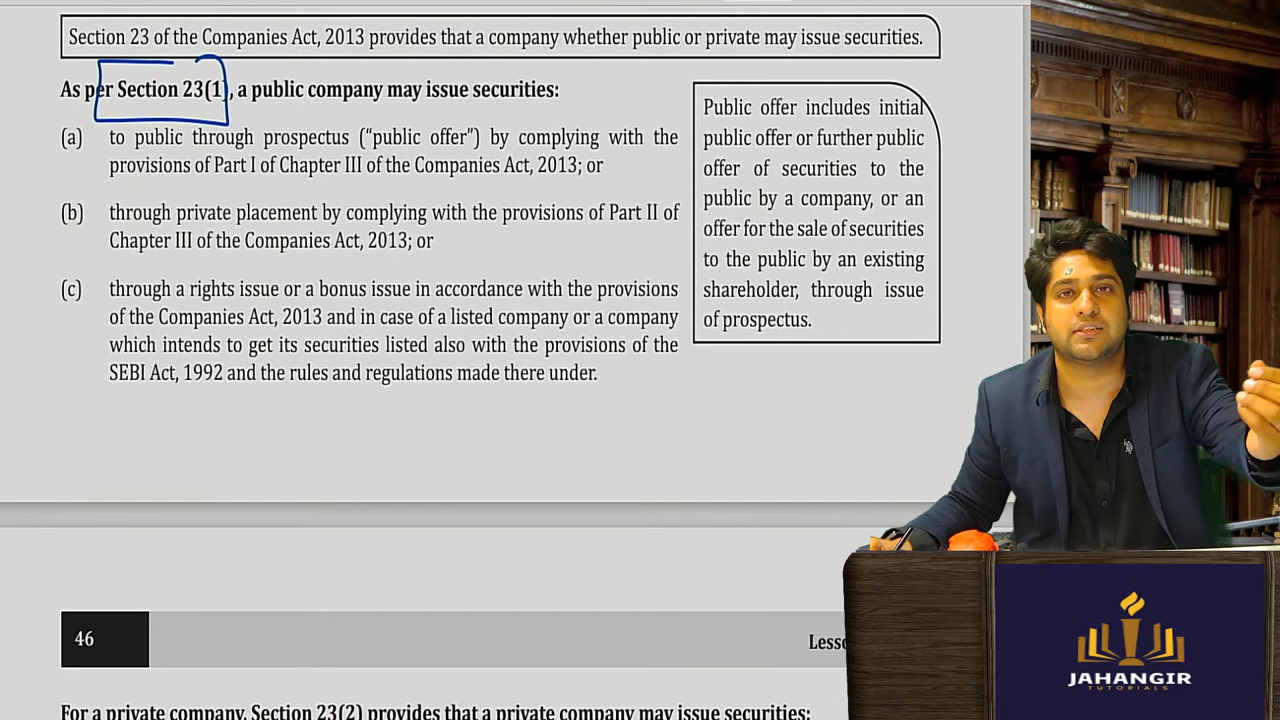 Section 23 of the Companies Act, 2013 provides that a company whether public or private may issue securities.
As per Section 23(1), a public company may issue securities:
(a) to public through prospectus (“public offer”) by complying with the
provisions of Part I of Chapter III of the Companies Act, 2013; or
(b) through private placement by complying with the provisions of Part II of
Chapter III of the Companies Act, 2013; or
(c) through a rights issue or a bonus issue in accordance with the provisions
of the Companies Act, 2013 and in case of a listed company or a company
which intends to get its securities listed also with the provisions of the
SEBI Act, 1992 and the rules and regulations made there under.
Public offer includes initial
public offer or further public
offer of securities to the
public by a company, or an
offer for the sale of securities
to the public by an existing
shareholder, through issue
of prospectus.
46
For a private company, Section 23(2) provides that a private company may issue securities:
JAHANGIR
TUTORIALS